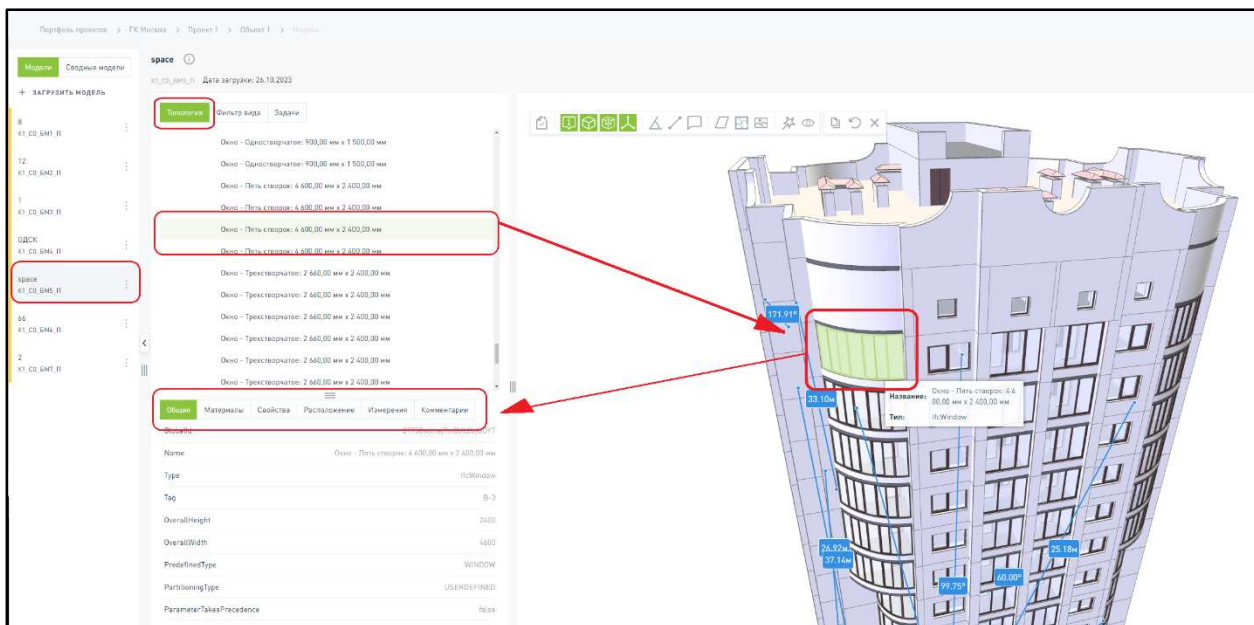 Портфель проектов > ГК Москва > Проект 1 > Объект 1 > Модели
Модели Сводные модели
+ ЗАГРУЗИТЬ МОДЕЛЬ
8
К1_СО_БМ1_П
12
К1_СО_БМ2_П
1
К1_СО_БМ3_П
ОДСК
К1_СО_БМ4_П
space
К1_СО_БМ5_П
66
К1_СО_БМ6_П
2
К1_СО_БМ7_П
space
К1_СО_БМ5_П Дата загрузки: 26.10.2023
Топология Фильтр вида Задачи
Окно - Одностворчатое: 900,00 мм x 1 500,00 мм
Окно - Одностворчатое: 900,00 мм x 1 500,00 мм
Окно - Пять створок: 4 600,00 мм x 2 400,00 мм
Окно - Пять створок: 4 600,00 мм x 2 400,00 мм
Окно - Пять створок: 4 600,00 мм x 2 400,00 мм
Окно - Пять створок: 4 600,00 мм x 2 400,00 мм
Окно - Трехстворчатое: 2 660,00 мм x 2 400,00 мм
Окно - Трехстворчатое: 2 660,00 мм x 2 400,00 мм
Окно - Трехстворчатое: 2 660,00 мм x 2 400,00 мм
Окно - Трехстворчатое: 2 660,00 мм x 2 400,00 мм
Окно - Трехстворчатое: 2 660,00 мм x 2 400,00 мм
Окно - Трехстворчатое: 2 660,00 мм x 2 400,00 мм
Общие Материалы Свойства Расположение Измерения Комментарии
GlobalId
Name Окно - Пять створок: 4 600,00 мм x 2 400,00 мм
Type IfcWindow
Tag В-3
OverallHeight 2400
OverallWidth 4600
PredefinedType WINDOW
PartitioningType USERDEFINED
ParameterTakesPrecedence false
171.91°
33.10м
Название: Окно - Пять створок: 4 6
00,00 мм x 2 400,00 мм
Тип: IfcWindow
26.92м
37.14м
25.18м
99.75°
60.00°